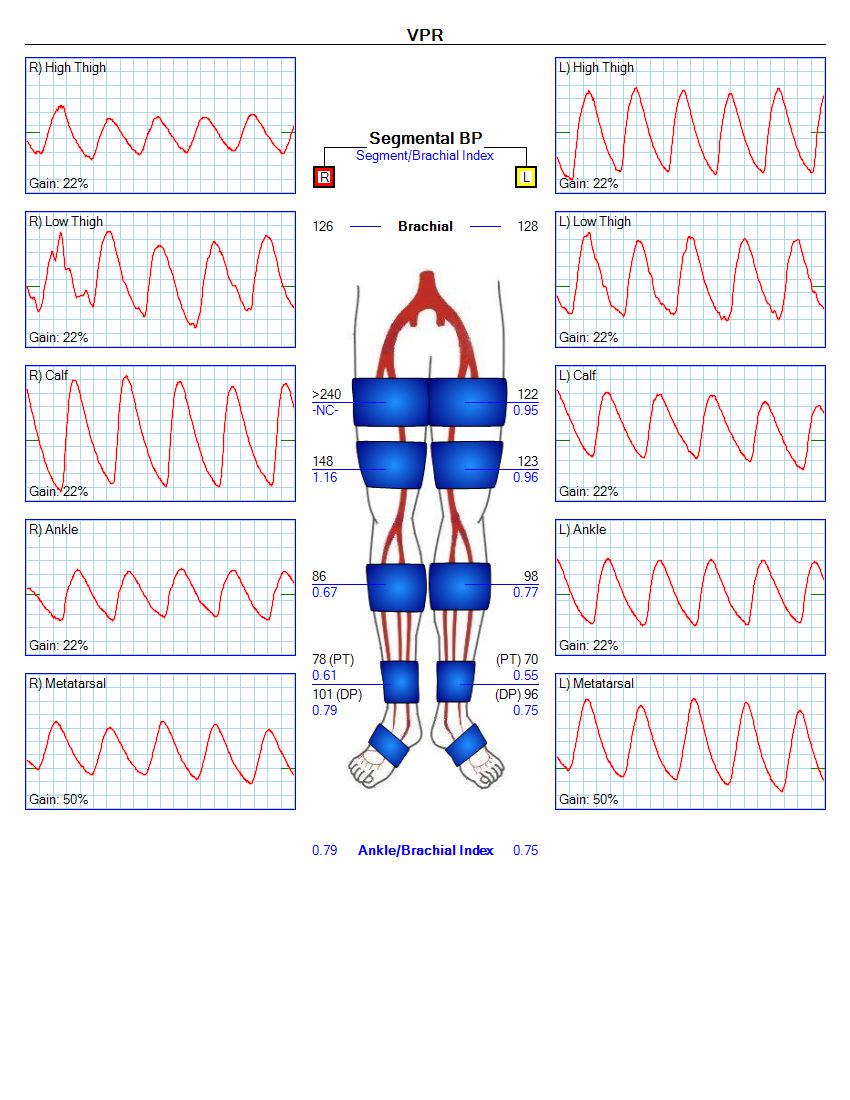 VPR
R) High Thigh
Gain: 22%
L) High Thigh
Gain: 22%
Segmental BP
Segment/Brachial Index
R
L
126 Brachial 128
R) Low Thigh
Gain: 22%
L) Low Thigh
Gain: 22%
R) Calf
Gain: 22%
L) Calf
Gain: 22%
>240 122
-NC- 0.95
148 123
1.16 0.96
R) Ankle
Gain: 22%
L) Ankle
Gain: 22%
86 98
0.67 0.77
78 (PT) (PT) 70
0.61 0.55
101 (DP) (DP) 96
0.79 0.75
R) Metatarsal
Gain: 50%
L) Metatarsal
Gain: 50%
0.79 Ankle/Brachial Index 0.75